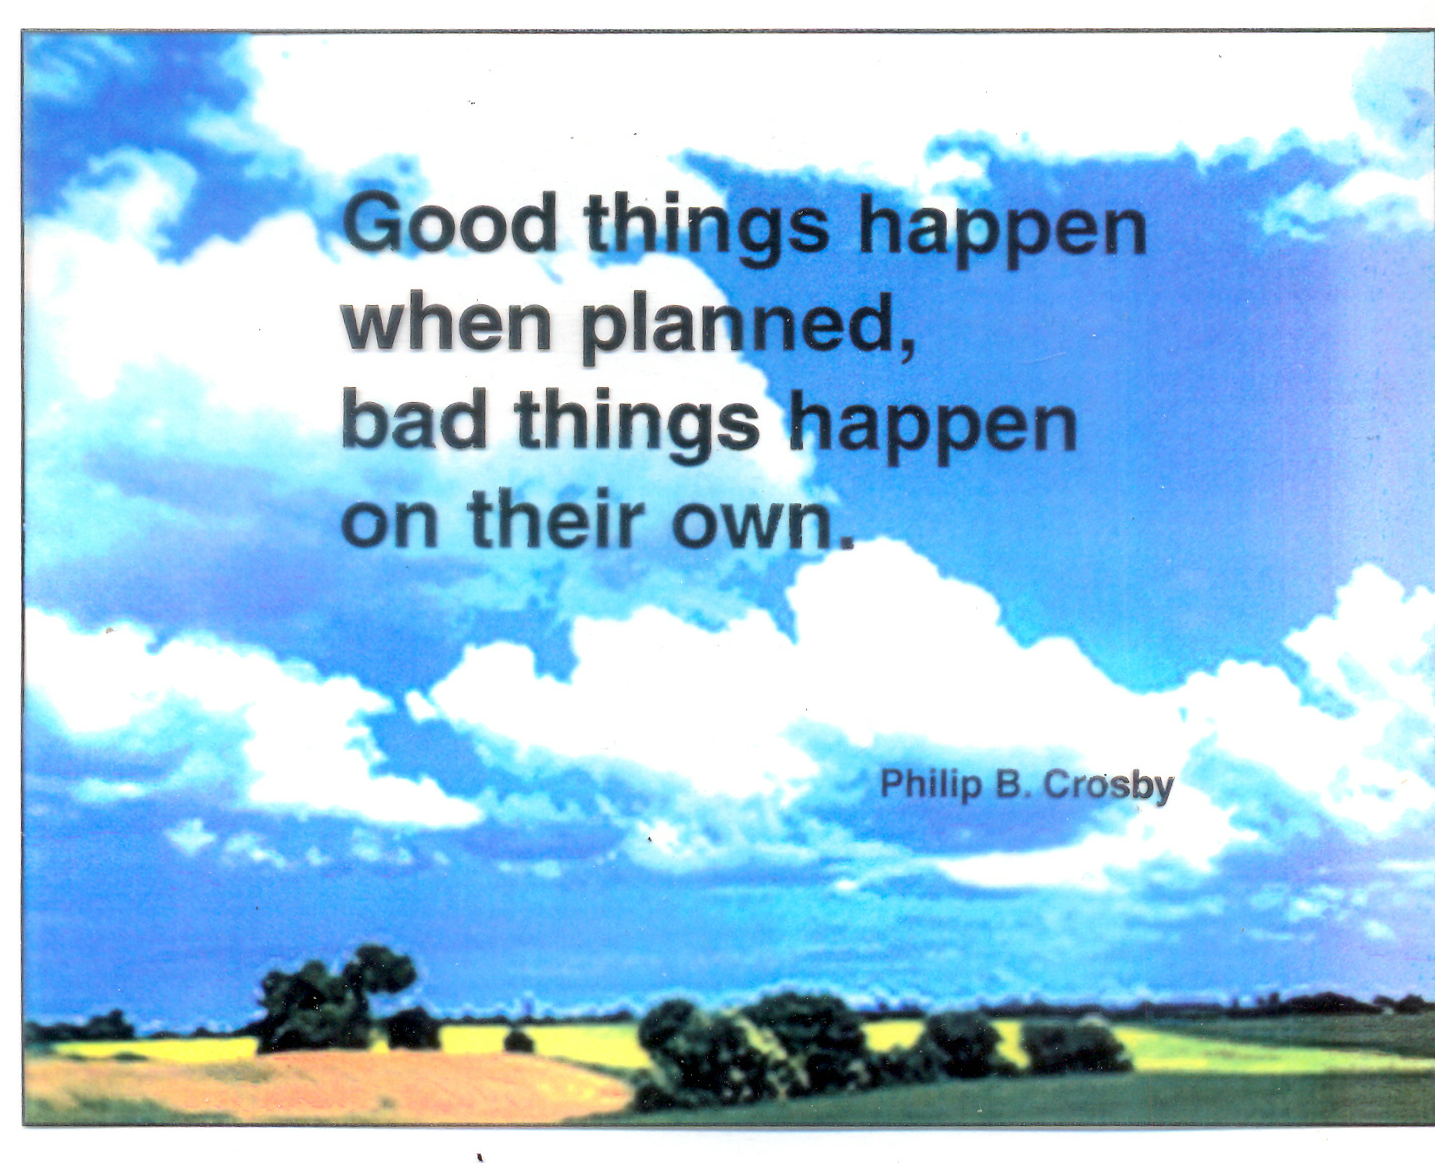 Good things happen
when planned,
bad things happen
on their own.
Philip B. Crosby